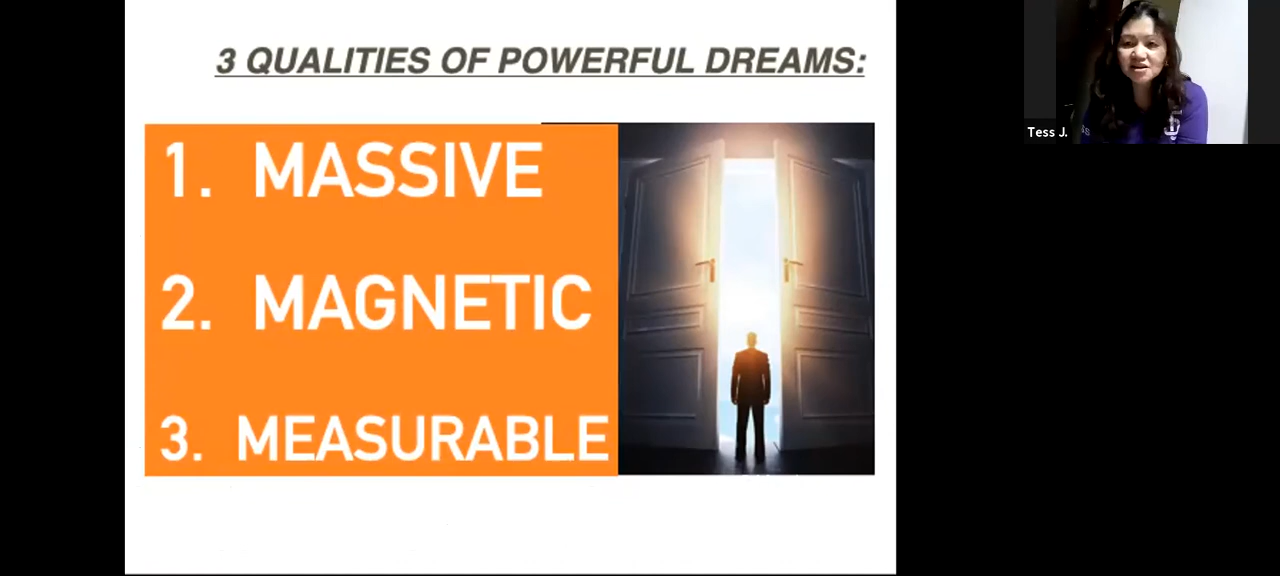 3 QUALITIES OF POWERFUL DREAMS:
1. MASSIVE
2. MAGNETIC
3. MEASURABLE
Tess J.